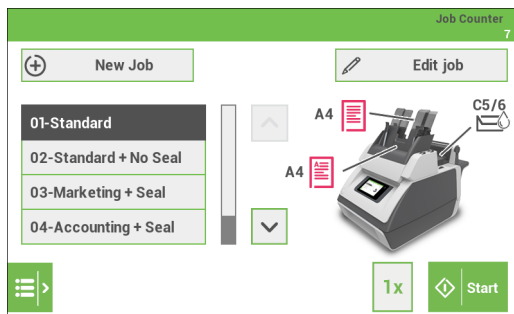 Job Counter
7
New Job
Edit job
01-Standard
02-Standard + No Seal
03-Marketing + Seal
04-Accounting + Seal
A4
C5/6
A4
A
1x
Start